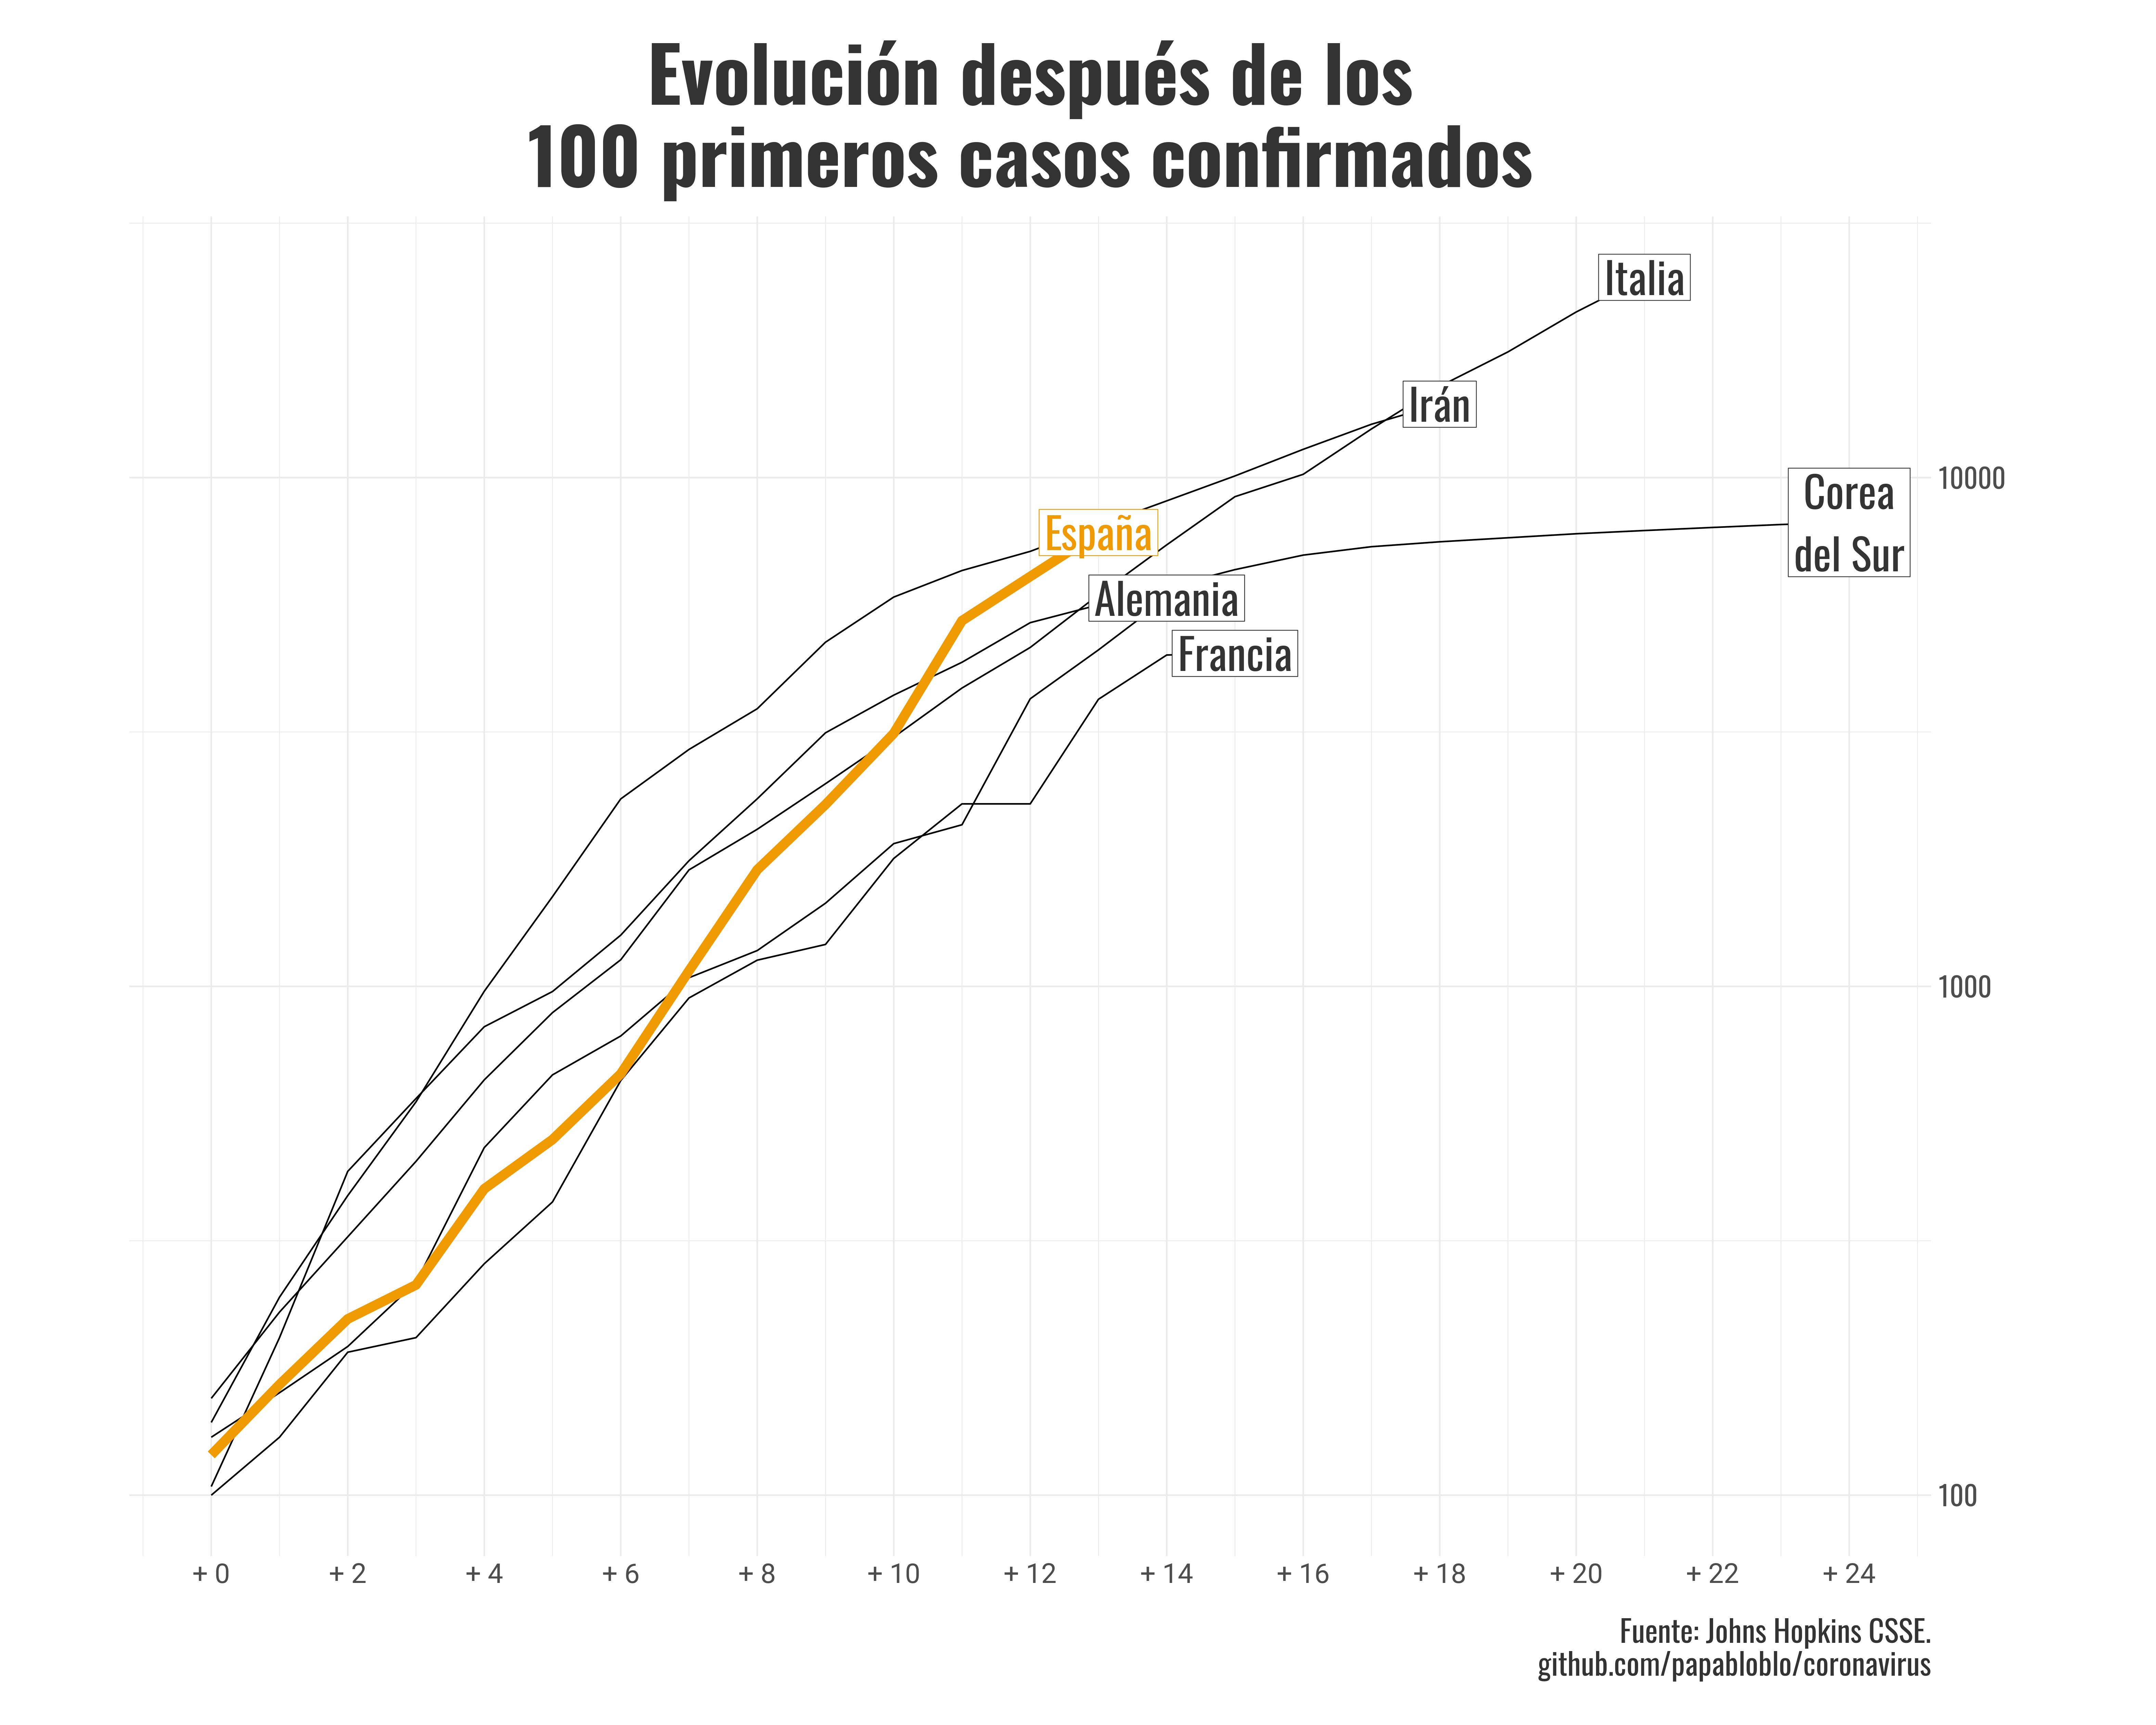 Evolución después de los
100 primeros casos confirmados
Italia
Irán
10000
Corea
del Sur
España
Alemania
Francia
1000
100
+ 0 + 2 + 4 + 6 + 8 + 10 + 12 + 14 + 16 + 18 + 20 + 22 + 24
Fuente: Johns Hopkins CSSE.
github.com/papabloblo/coronavirus